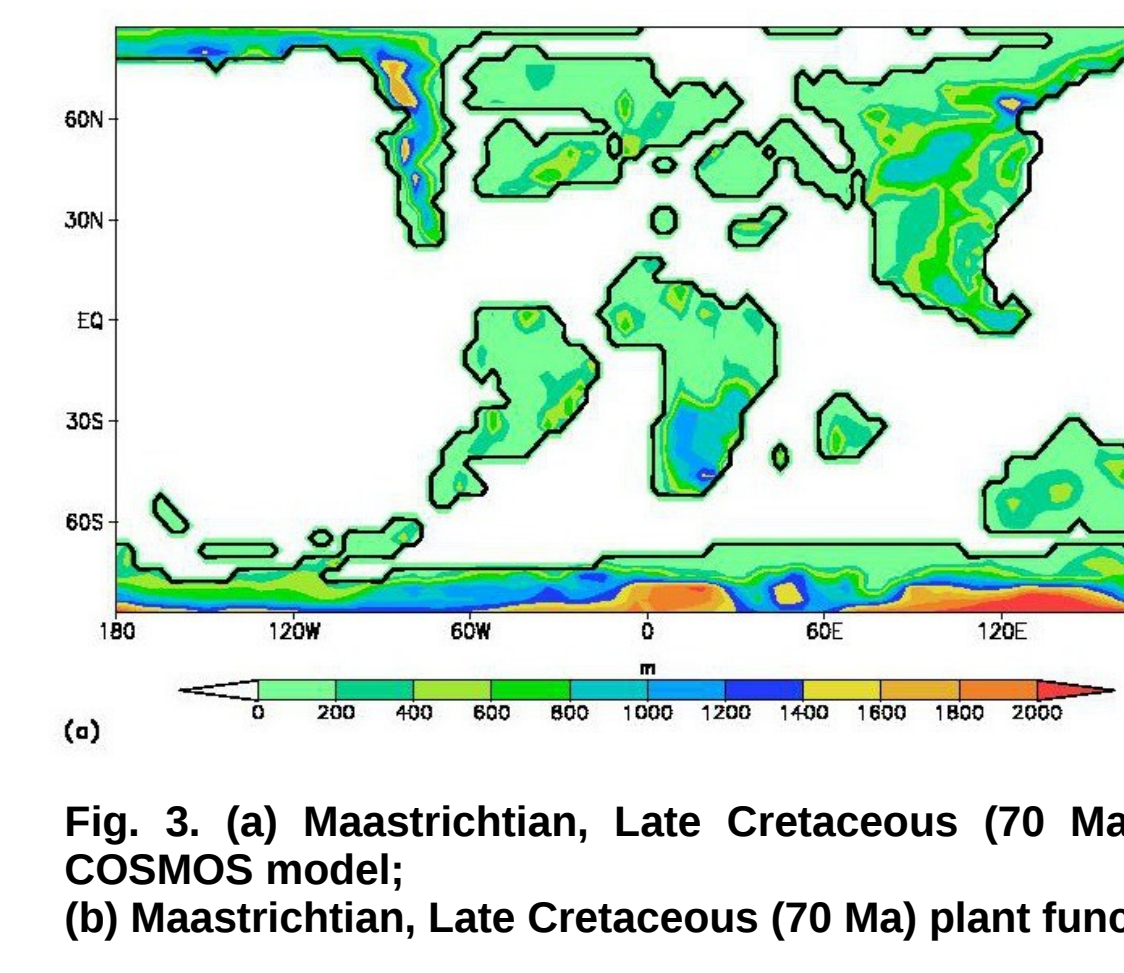 60N
30N
EQ
30S
60S
180 120W 60W 0 60E 120E
m
0 200 400 600 800 1000 1200 1400 1600 1800 2000
(a)
Fig. 3. (a) Maastrichtian, Late Cretaceous (70 Ma
COSMOS model;
(b) Maastrichtian, Late Cretaceous (70 Ma) plant func